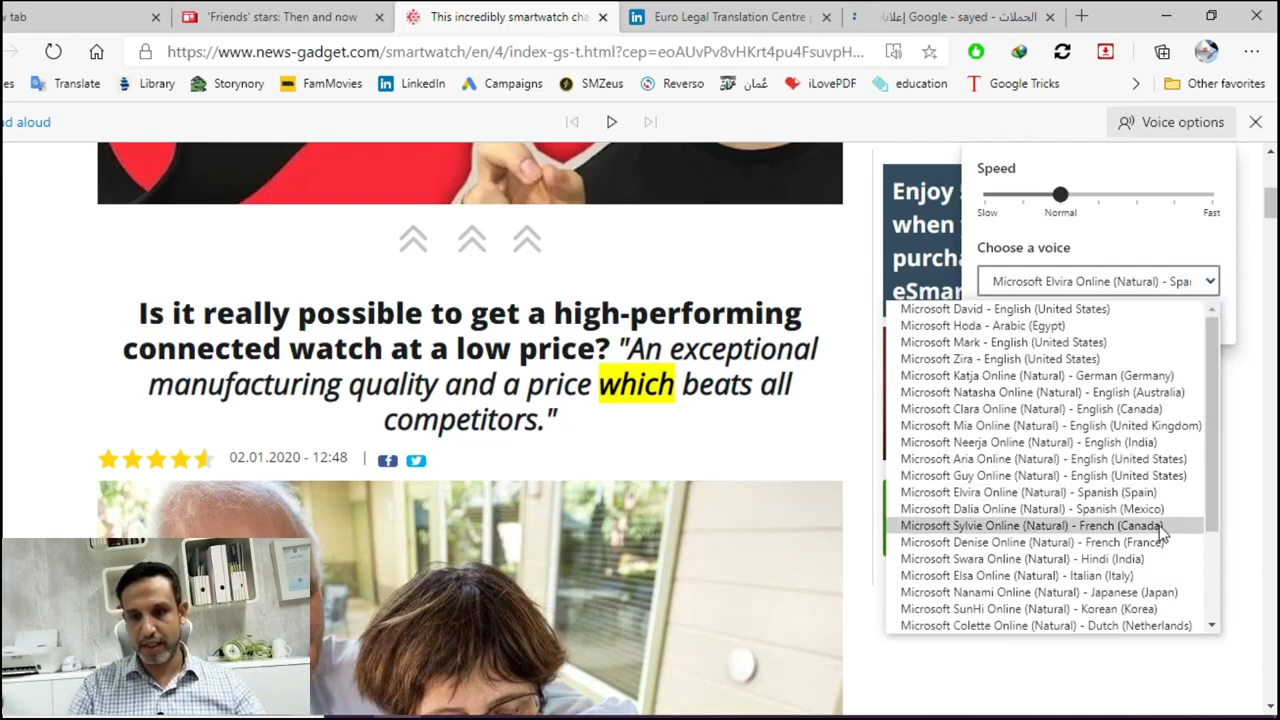 w tab
'Friends' stars: Then and now
This incredibly smartwatch cha
Euro Legal Translation Centre
الحملات - Google إعلانات - sayed
https://www.news-gadget.com/smartwatch/en/4/index-gs-t.html?cep=eoAUvPv8vHKrt4pu4FsuvpH...
es
Translate
Library
Storynory
FamMovies
LinkedIn
Campaigns
SMZeus
Reverso
عُمان
iLovePDF
education
Google Tricks
Other favorites
ad aloud
Voice options
Speed
Slow
Normal
Fast
Choose a voice
Microsoft Elvira Online (Natural) - Spa
Microsoft David - English (United States)
Microsoft Hoda - Arabic (Egypt)
Microsoft Mark - English (United States)
Microsoft Zira - English (United States)
Microsoft Katja Online (Natural) - German (Germany)
Microsoft Natasha Online (Natural) - English (Australia)
Microsoft Clara Online (Natural) - English (Canada)
Microsoft Mia Online (Natural) - English (United Kingdom)
Microsoft Neerja Online (Natural) - English (India)
Microsoft Aria Online (Natural) - English (United States)
Microsoft Guy Online (Natural) - English (United States)
Microsoft Elvira Online (Natural) - Spanish (Spain)
Microsoft Dalia Online (Natural) - Spanish (Mexico)
Microsoft Sylvie Online (Natural) - French (Canada)
Microsoft Denise Online (Natural) - French (France)
Microsoft Swara Online (Natural) - Hindi (India)
Microsoft Elsa Online (Natural) - Italian (Italy)
Microsoft Nanami Online (Natural) - Japanese (Japan)
Microsoft SunHi Online (Natural) - Korean (Korea)
Microsoft Colette Online (Natural) - Dutch (Netherlands)
Enjoy
when
purcha
eSmar
Is it really possible to get a high-performing
connected watch at a low price? "An exceptional
manufacturing quality and a price which beats all
competitors."
02.01.2020 - 12:48 |